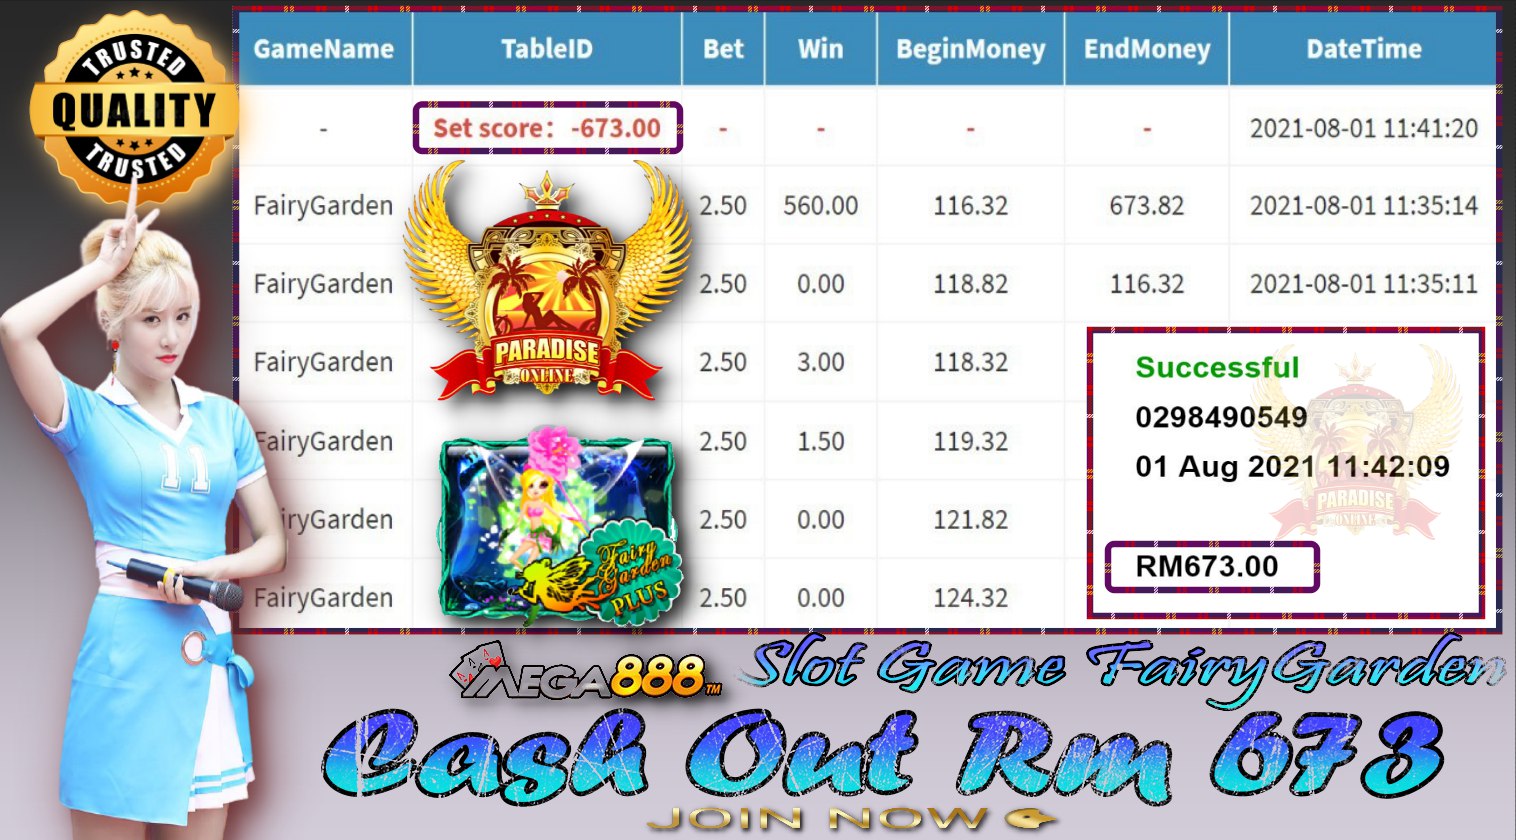 TRUSTED
QUALITY
TRUSTED
GameName TableID Bet Win BeginMoney EndMoney DateTime
- Set score: -673.00 - - - - 2021-08-01 11:41:20
FairyGarden 2.50 560.00 116.32 673.82 2021-08-01 11:35:14
FairyGarden 2.50 0.00 118.82 116.32 2021-08-01 11:35:11
FairyGarden 2.50 3.00 118.32
FairyGarden 2.50 1.50 119.32
iryGarden 2.50 0.00 121.82
FairyGarden 2.50 0.00 124.32
PARADISE
ONLINE
Fairy
Garden
PLUS
11
Successful
0298490549
01 Aug 2021 11:42:09
PARADISE
ONLINE
RM673.00
MEGA888 TM Slot Game FairyGarden
Cash Out Rm 673
JOIN NOW